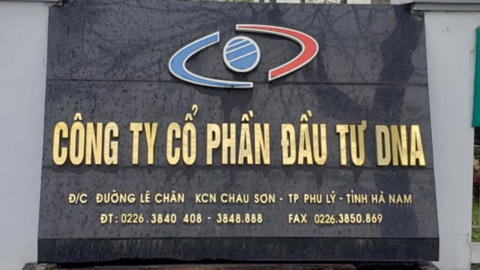 CÔNG TY CỔ PHẦN ĐẦU TƯ DNA
Đ/C ĐƯỜNG LÊ CHÂN KCN CHAU SƠN - TP PHU LÝ - TỈNH HÀ NAM
ĐT: 0226.3840 408 - 3848.888 FAX 0226.3850.869